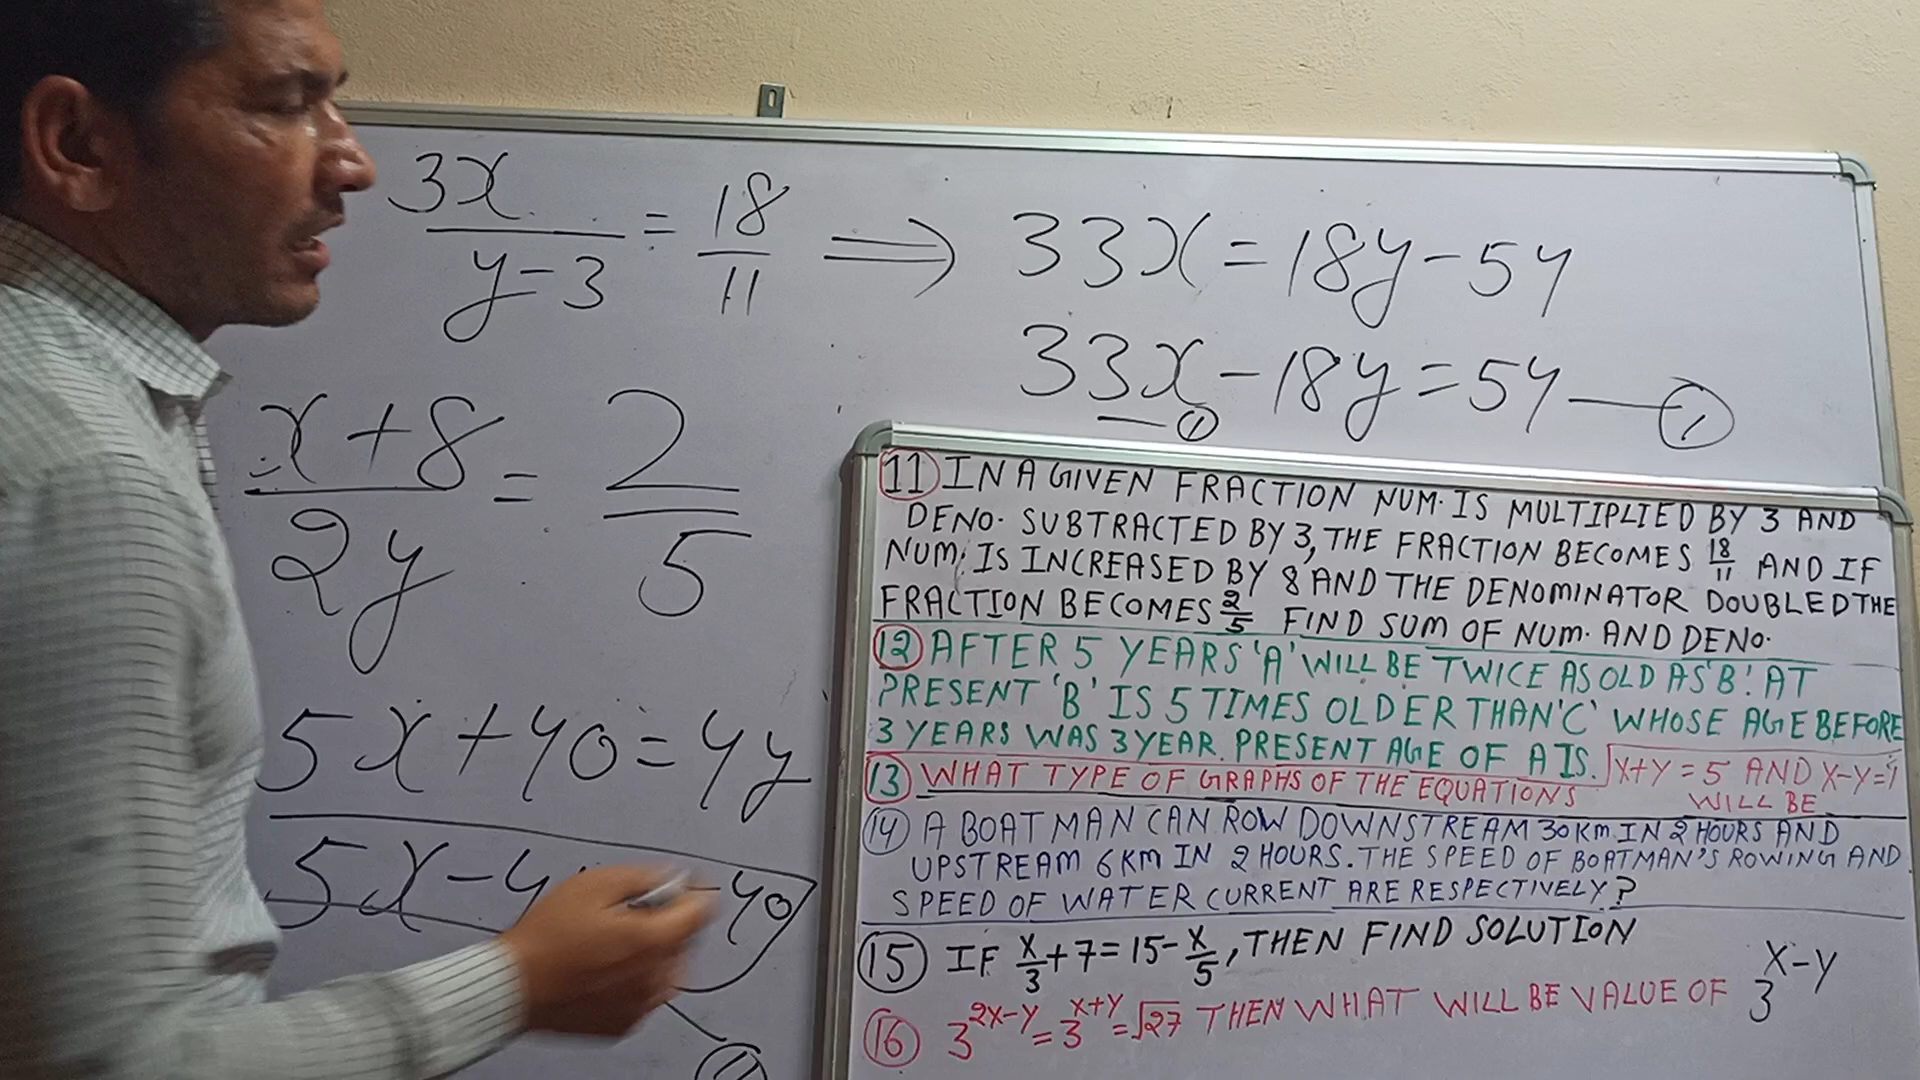 3x/y-3 = 18/11 ⟹ 33x = 18y-54
33x - 18y = 54 — ①
— ①
x+8/2y = 2/5
5x+40=4y
5x-4 -40
⑪ IN A GIVEN FRACTION NUM. IS MULTIPLIED BY 3 AND
DENO. SUBTRACTED BY 3, THE FRACTION BECOMES 18/11 AND IF
NUM. IS INCREASED BY 8 AND THE DENOMINATOR DOUBLED THE
FRACTION BECOMES 2/5 FIND SUM OF NUM. AND DENO.
⑫ AFTER 5 YEARS 'A' WILL BE TWICE AS OLD AS 'B'. AT
PRESENT 'B' IS 5 TIMES OLDER THAN 'C' WHOSE AGE BEFORE
3 YEARS WAS 3 YEAR. PRESENT AGE OF A IS.
⑬ WHAT TYPE OF GRAPHS OF THE EQUATIONS X+Y = 5 AND X-Y=
WILL BE
⑭ A BOATMAN CAN ROW DOWNSTREAM 30 KM. IN 2 HOURS AND
UPSTREAM 6 KM IN 2 HOURS. THE SPEED OF BOATMAN'S ROWING AND
SPEED OF WATER CURRENT ARE RESPECTIVELY?
⑮ IF x/3 + 7 = 15 - x/5, THEN FIND SOLUTION
⑯ 3^2X-Y = 3^X+Y = √27 THEN WHAT WILL BE VALUE OF 3^X-Y